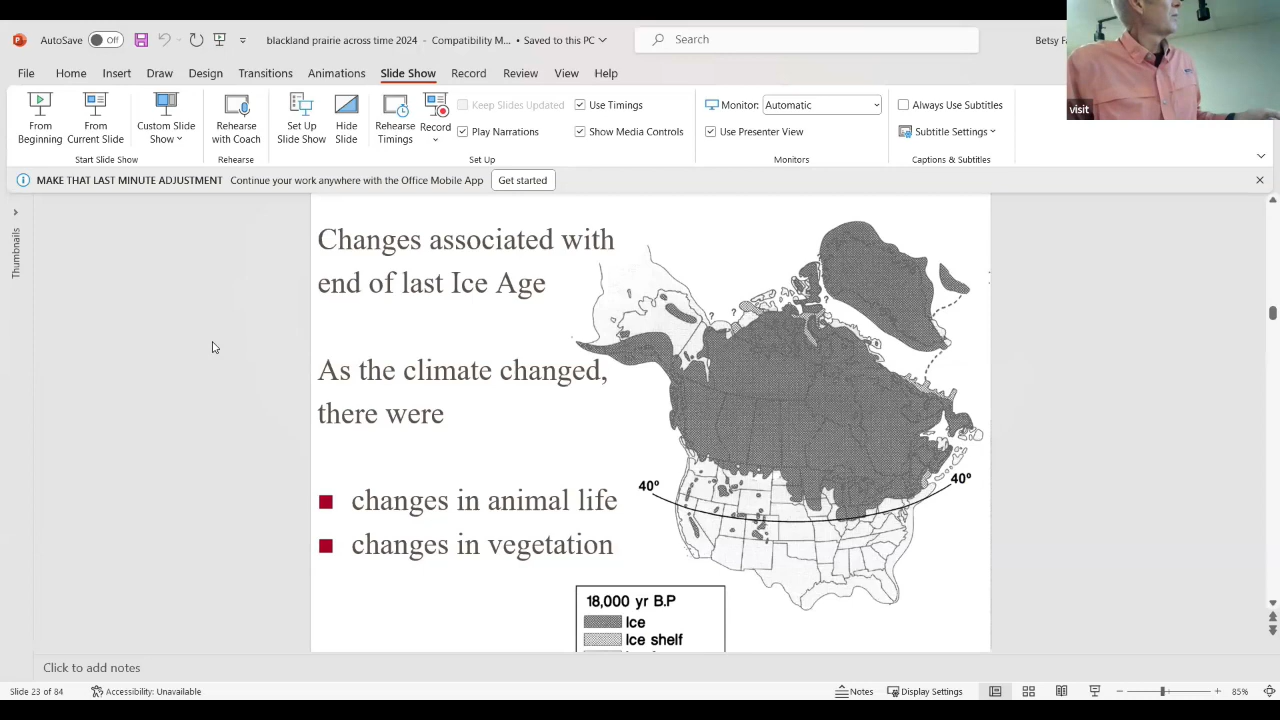 AutoSave Off blackland prairie across time 2024 - Compatibility M... • Saved to this PC Search Betsy
visit
File Home Insert Draw Design Transitions Animations Slide Show Record Review View Help
From Beginning
From Current Slide
Custom Slide Show
Start Slide Show
Rehearse with Coach
Rehearse
Set Up Slide Show
Hide Slide
Rehearse Timings
Record
Keep Slides Updated
Play Narrations
Use Timings
Show Media Controls
Set Up
Monitor: Automatic
Use Presenter View
Monitors
Always Use Subtitles
Subtitle Settings
Captions & Subtitles
MAKE THAT LAST MINUTE ADJUSTMENT Continue your work anywhere with the Office Mobile App Get started
Thumbnails
Changes associated with
end of last Ice Age
As the climate changed,
there were
changes in animal life
changes in vegetation
? ? ?
40° 40°
18,000 yr B.P
Ice
Ice shelf
Click to add notes
Slide 23 of 84 Accessibility: Unavailable Notes Display Settings 85%